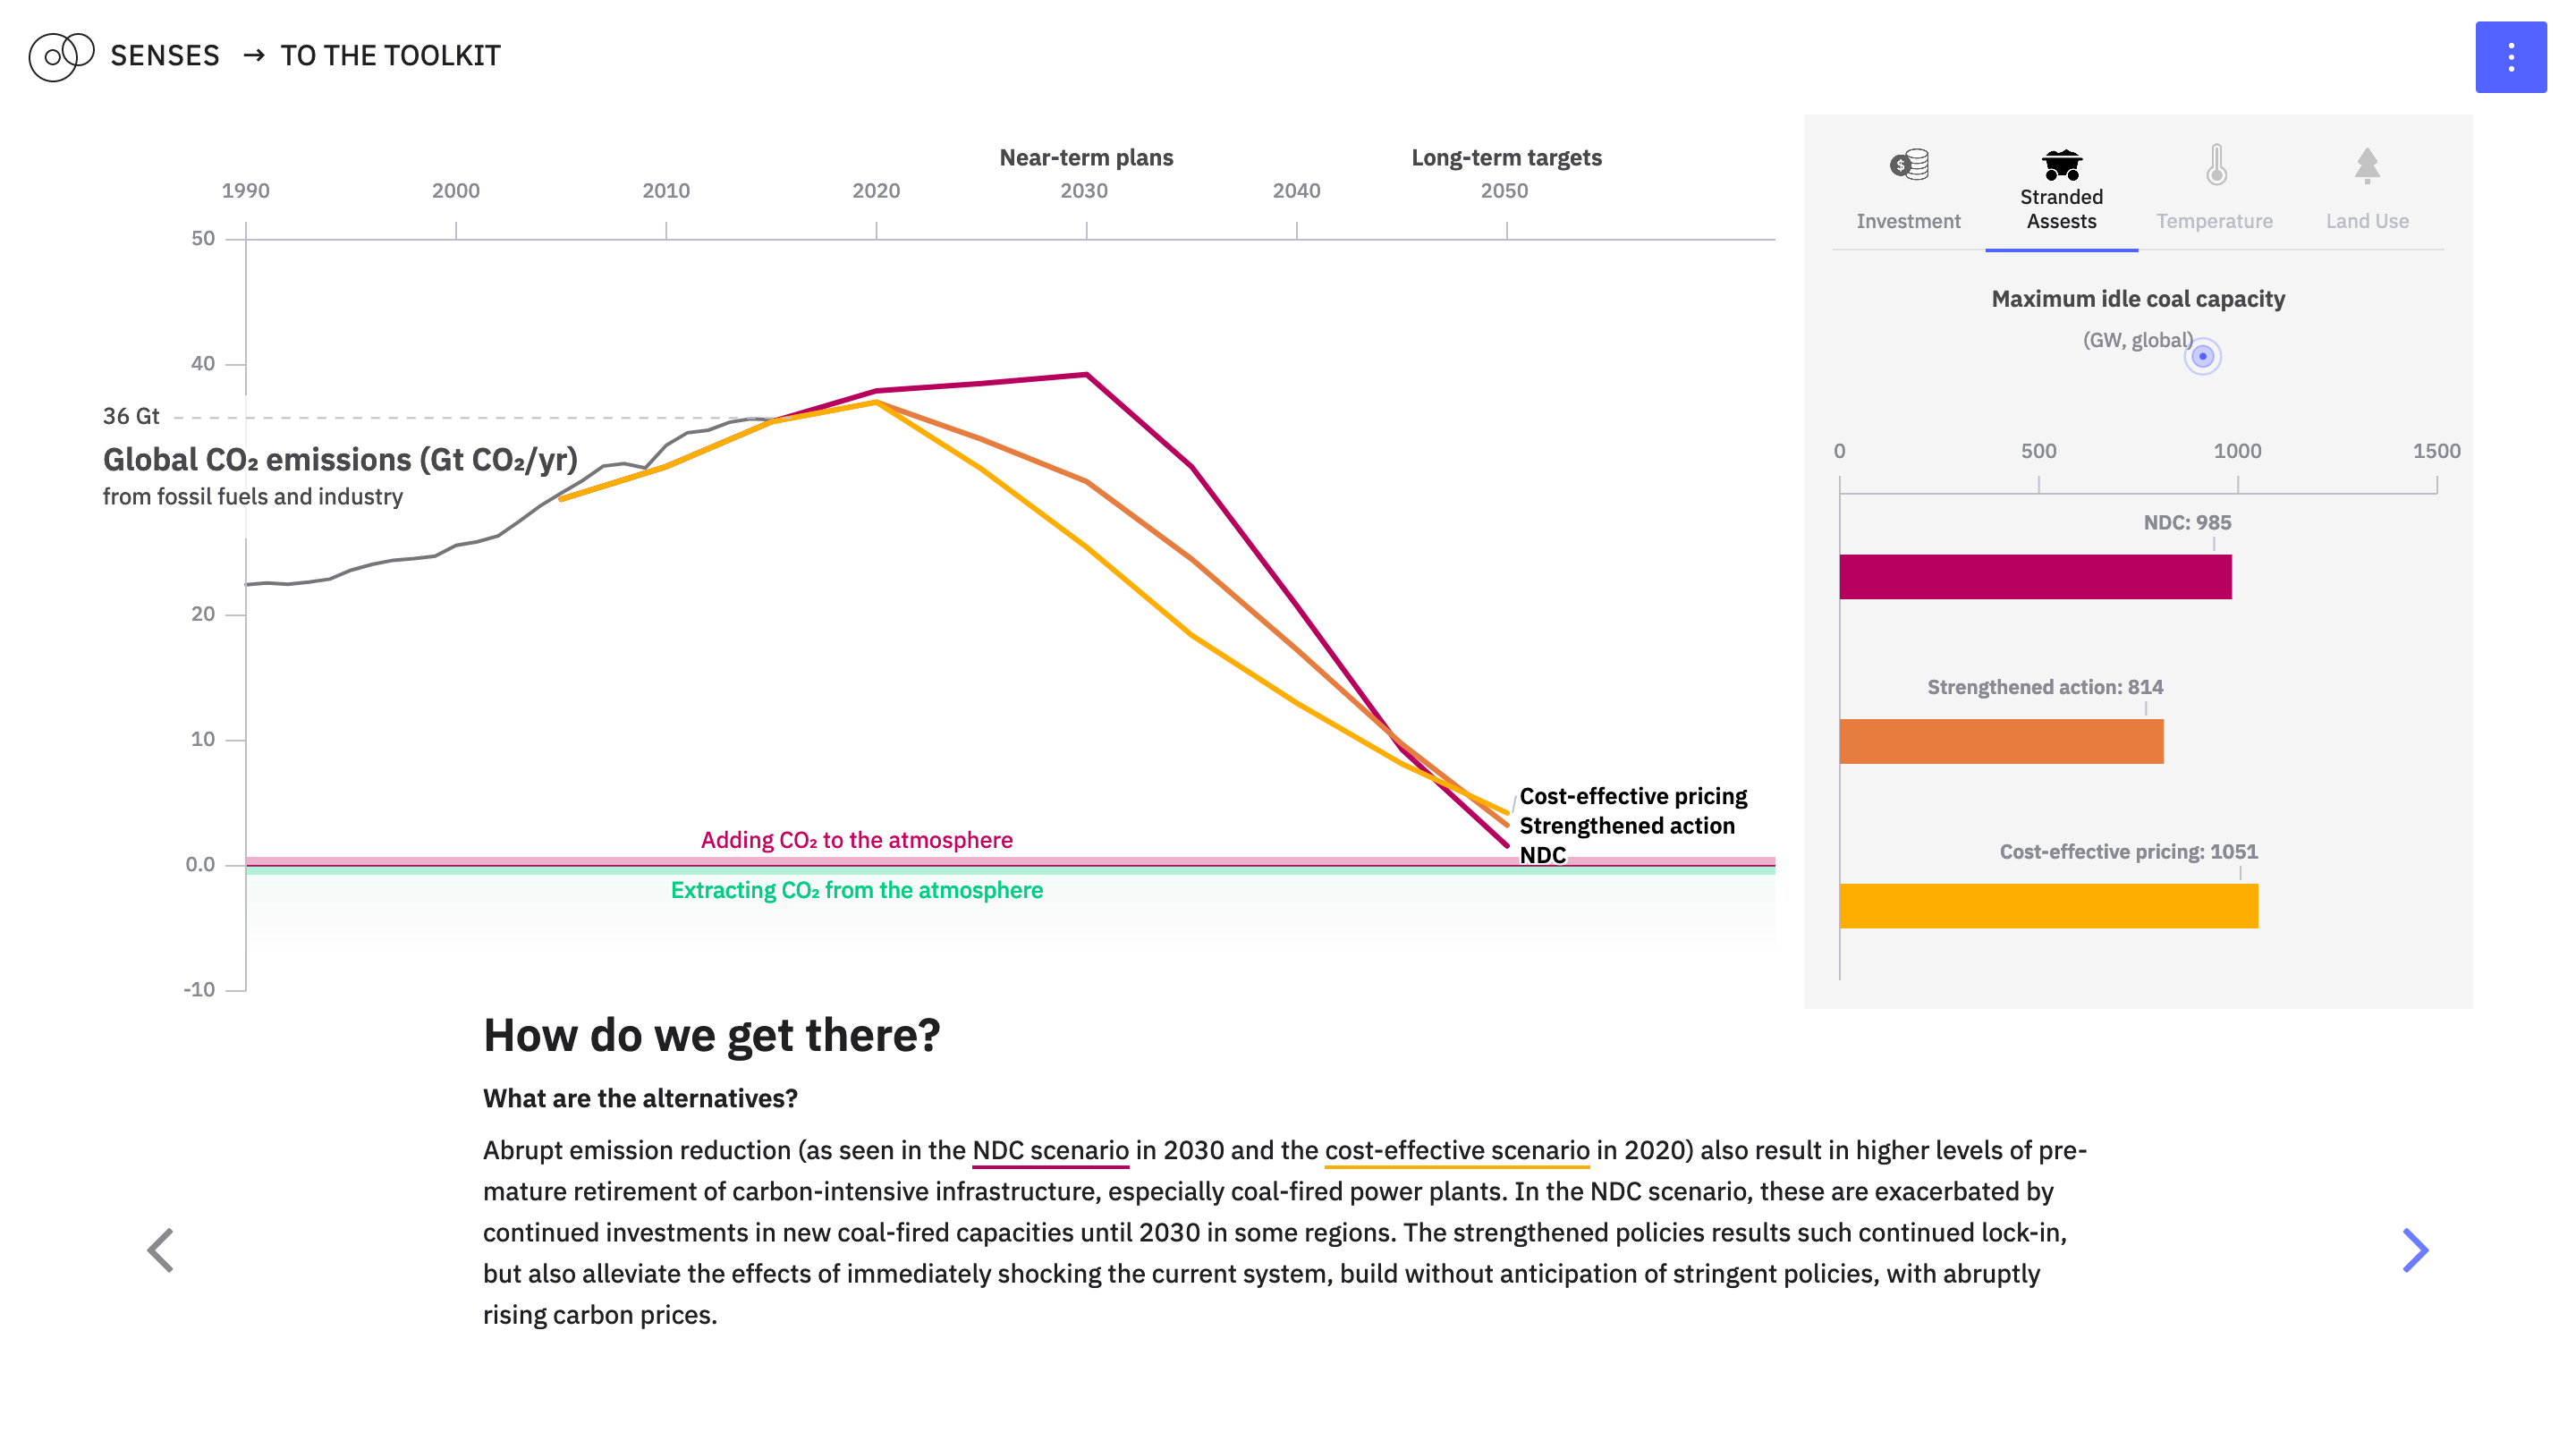 SENSES → TO THE TOOLKIT
Near-term plans
Long-term targets
1990
2000
2010
2020
2030
2040
2050
50
40
36 Gt
Global CO₂ emissions (Gt CO₂/yr)
from fossil fuels and industry
20
10
0.0
-10
Adding CO₂ to the atmosphere
Extracting CO₂ from the atmosphere
Cost-effective pricing
Strengthened action
NDC
Investment
Stranded
Assests
Temperature
Land Use
Maximum idle coal capacity
(GW, global)
0
500
1000
1500
NDC: 985
Strengthened action: 814
Cost-effective pricing: 1051
How do we get there?
What are the alternatives?
Abrupt emission reduction (as seen in the NDC scenario in 2030 and the cost-effective scenario in 2020) also result in higher levels of pre-
mature retirement of carbon-intensive infrastructure, especially coal-fired power plants. In the NDC scenario, these are exacerbated by
continued investments in new coal-fired capacities until 2030 in some regions. The strengthened policies results such continued lock-in,
but also alleviate the effects of immediately shocking the current system, build without anticipation of stringent policies, with abruptly
rising carbon prices.